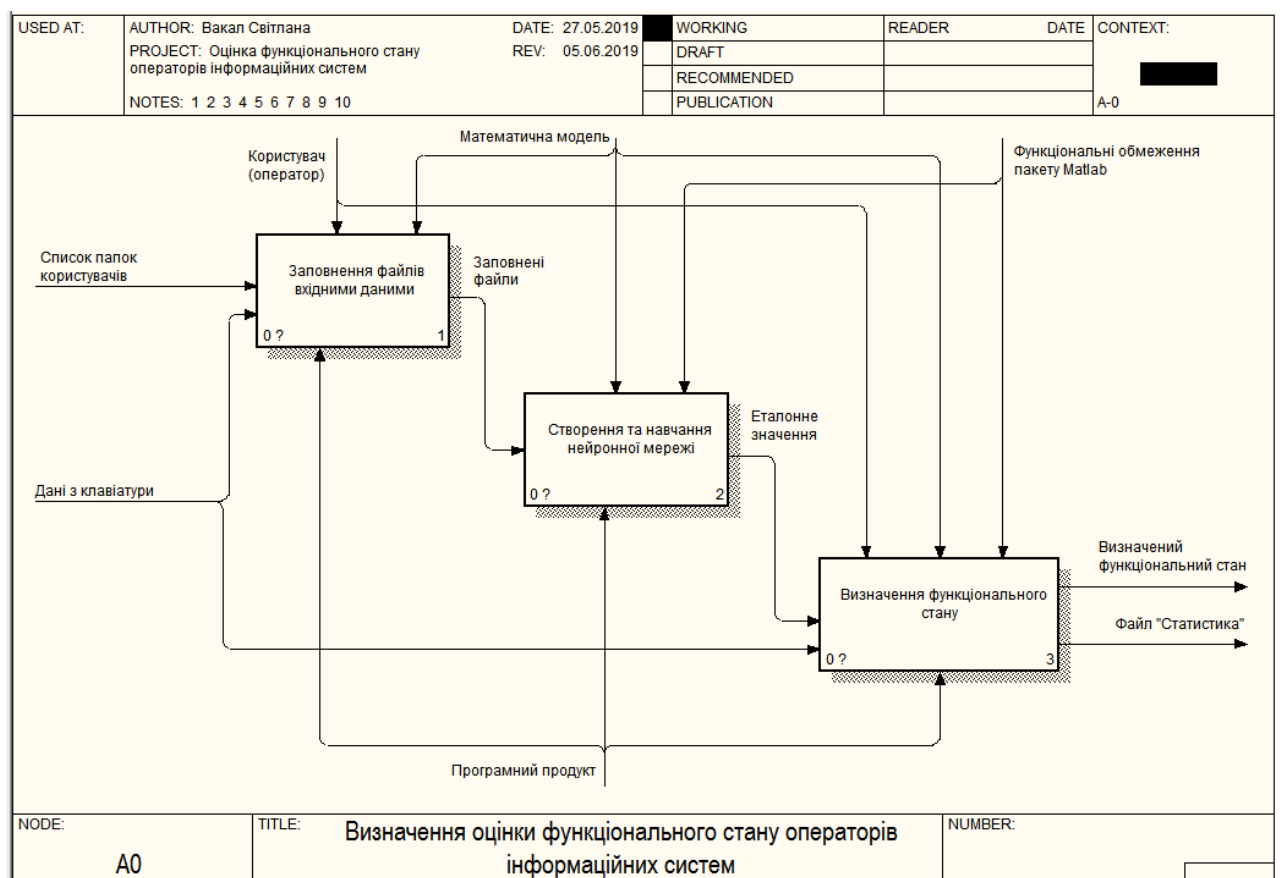 USED AT:
AUTHOR: Вакал Світлана
DATE: 27.05.2019
WORKING
READER
DATE
CONTEXT:
PROJECT: Оцінка функціонального стану
операторів інформаційних систем
REV: 05.06.2019
DRAFT
RECOMMENDED
NOTES: 1 2 3 4 5 6 7 8 9 10
PUBLICATION
A-0
Математична модель
Користувач
(оператор)
Функціональні обмеження
пакету Matlab
Список папок
користувачів
Заповнення файлів
вхідними даними
0 ?
1
Заповнені
файли
Створення та навчання
нейронної мережі
0 ?
2
Еталонне
значення
Дані з клавіатури
Визначення функціонального
стану
0 ?
3
Визначений
функціональний стан
Файл "Статистика"
Програмний продукт
NODE:
A0
TITLE:
Визначення оцінки функціонального стану операторів
інформаційних систем
NUMBER: